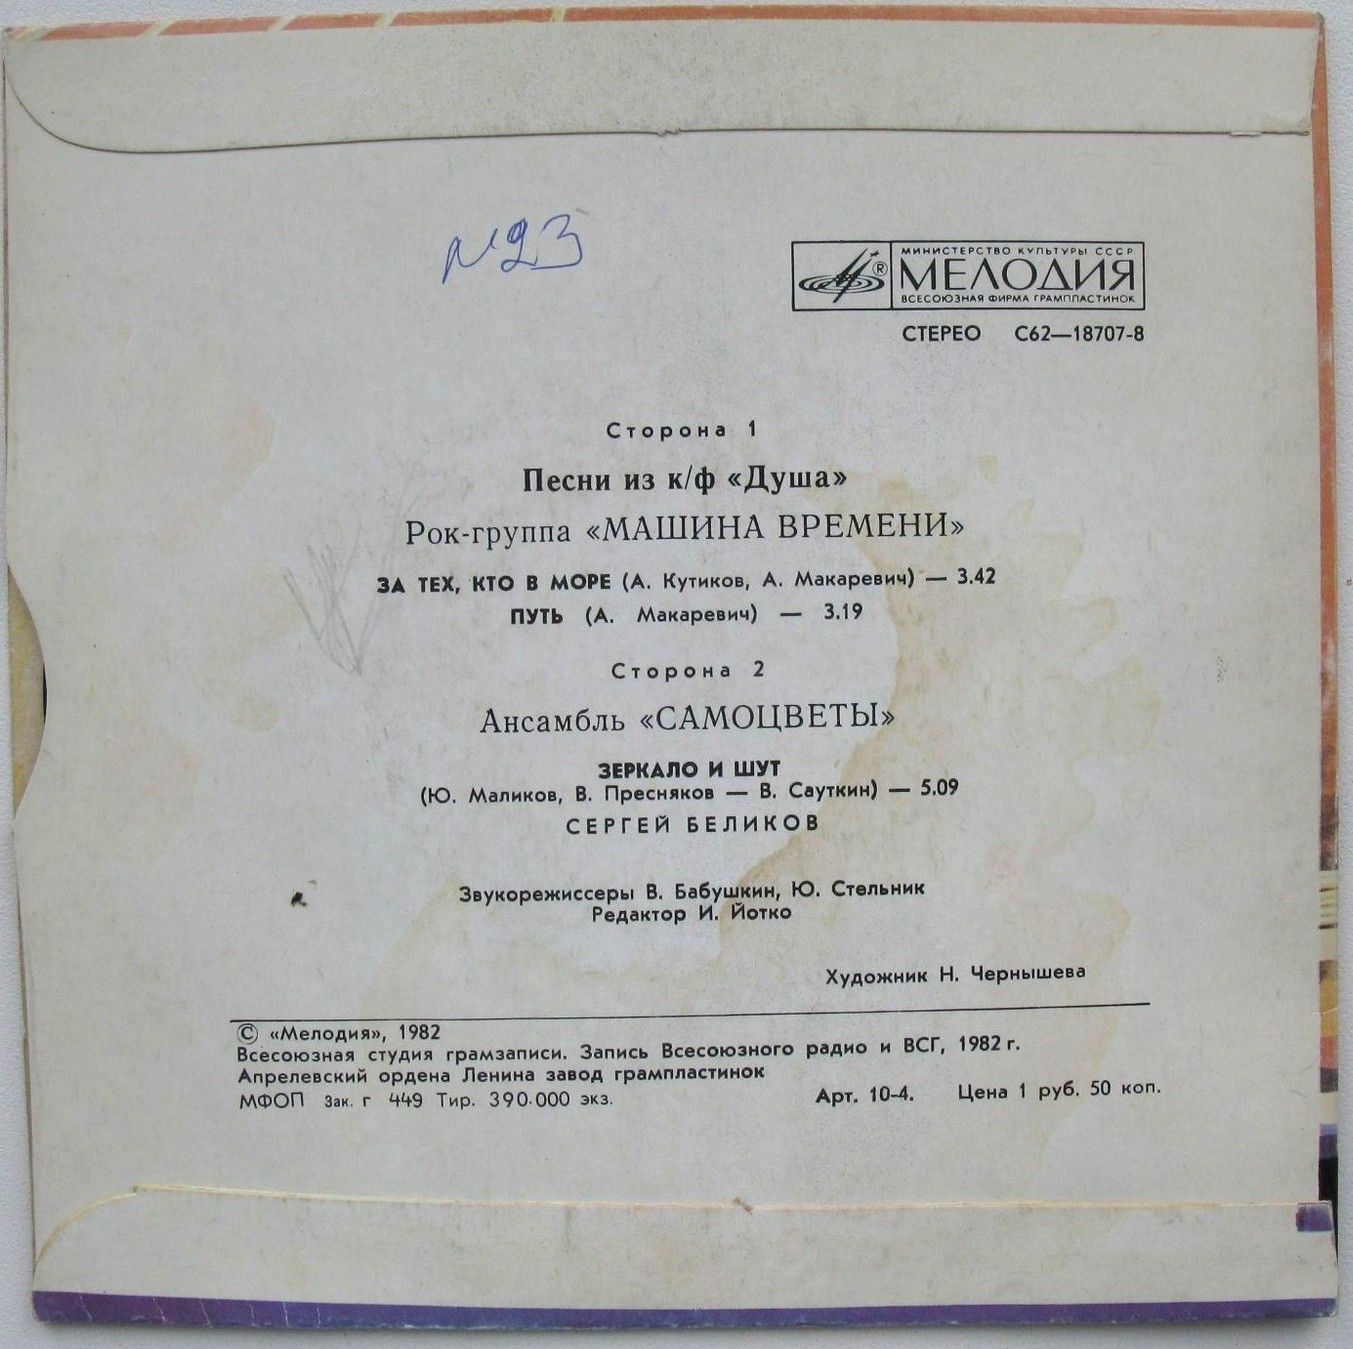 №23
МИНИСТЕРСТВО КУЛЬТУРЫ СССР
МЕЛОДИЯ
ВСЕСОЮЗНАЯ ФИРМА ГРАМПЛАСТИНОК
СТЕРЕО С62—18707-8
Сторона 1
Песни из к/ф «Душа»
Рок-группа «МАШИНА ВРЕМЕНИ»
ЗА ТЕХ, КТО В МОРЕ (А. Кутиков, А. Макаревич) — 3.42
ПУТЬ (А. Макаревич) — 3.19
Сторона 2
Ансамбль «САМОЦВЕТЫ»
ЗЕРКАЛО И ШУТ
(Ю. Маликов, В. Пресняков — В. Сауткин) — 5.09
СЕРГЕЙ БЕЛИКОВ
Звукорежиссеры В. Бабушкин, Ю. Стельник
Редактор И. Йотко
Художник Н. Чернышева
© «Мелодия», 1982
Всесоюзная студия грамзаписи. Запись Всесоюзного радио и ВСГ, 1982 г.
Апрелевский ордена Ленина завод грампластинок
МФОП Зак. г 449 Тир. 390.000 экз. Арт. 10-4. Цена 1 руб. 50 коп.